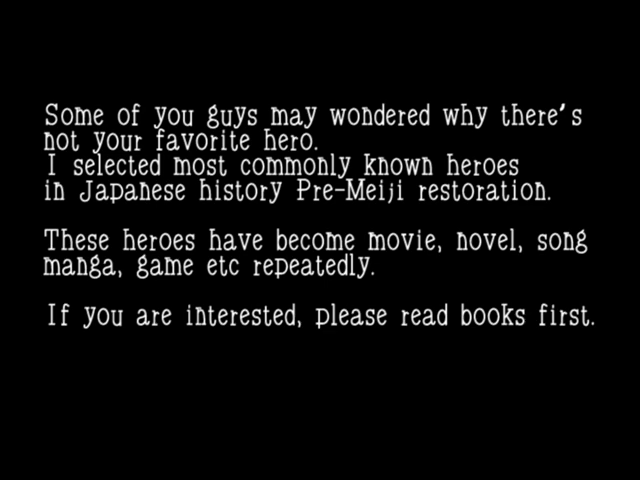 Some of you guys may wondered why there's
not your favorite hero.
I selected most commonly known heroes
in Japanese history Pre-Meiji restoration.
These heroes have become movie, novel, song
manga, game etc repeatedly.
If you are interested, please read books first.